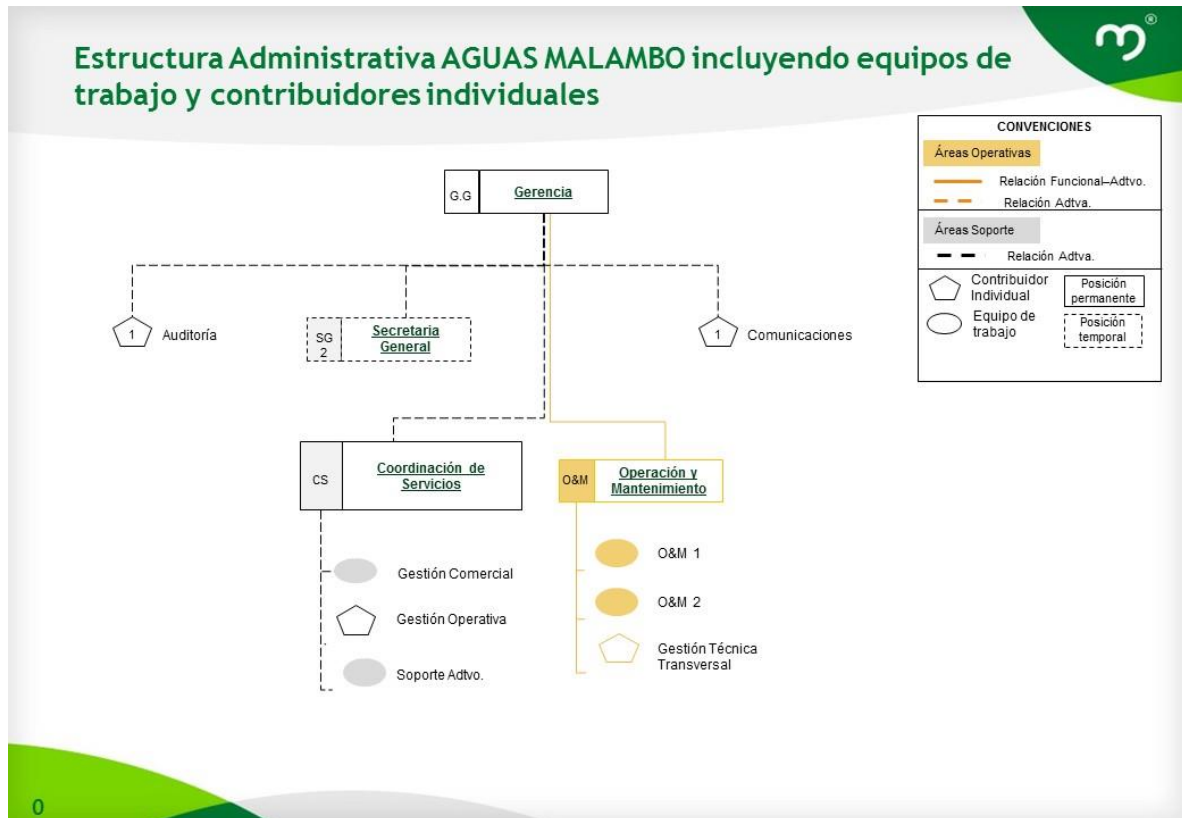 Estructura Administrativa AGUAS MALAMBO incluyendo equipos de
trabajo y contribuidores individuales
m®
CONVENCIONES
Áreas Operativas
Relación Funcional–Adtvo.
Relación Adtva.
Áreas Soporte
Relación Adtva.
Contribuidor
Individual
Posición
permanente
Equipo de
trabajo
Posición
temporal
G.G
Gerencia
1
Auditoría
SG
2
Secretaria
General
1
Comunicaciones
CS
Coordinación de
Servicios
O&M
Operación y
Mantenimiento
Gestión Comercial
Gestión Operativa
Soporte Adtvo.
O&M 1
O&M 2
Gestión Técnica
Transversal
0